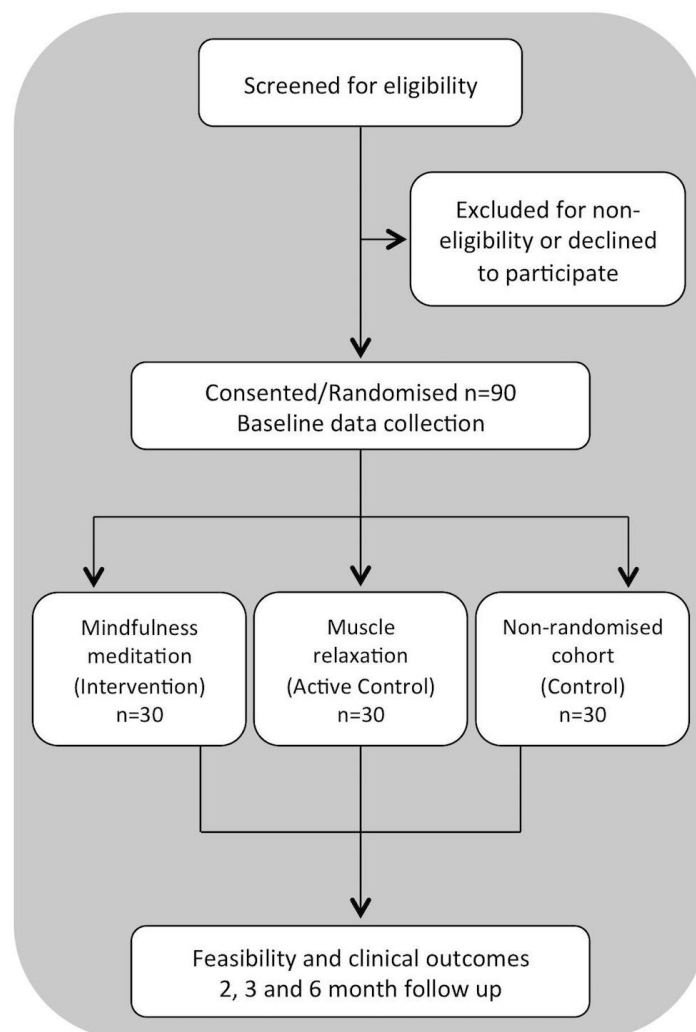 Screened for eligibility
Excluded for non-
eligibility or declined
to participate
Consented/Randomised n=90
Baseline data collection
Mindfulness
meditation
(Intervention)
n=30
Muscle
relaxation
(Active Control)
n=30
Non-randomised
cohort
(Control)
n=30
Feasibility and clinical outcomes
2, 3 and 6 month follow up